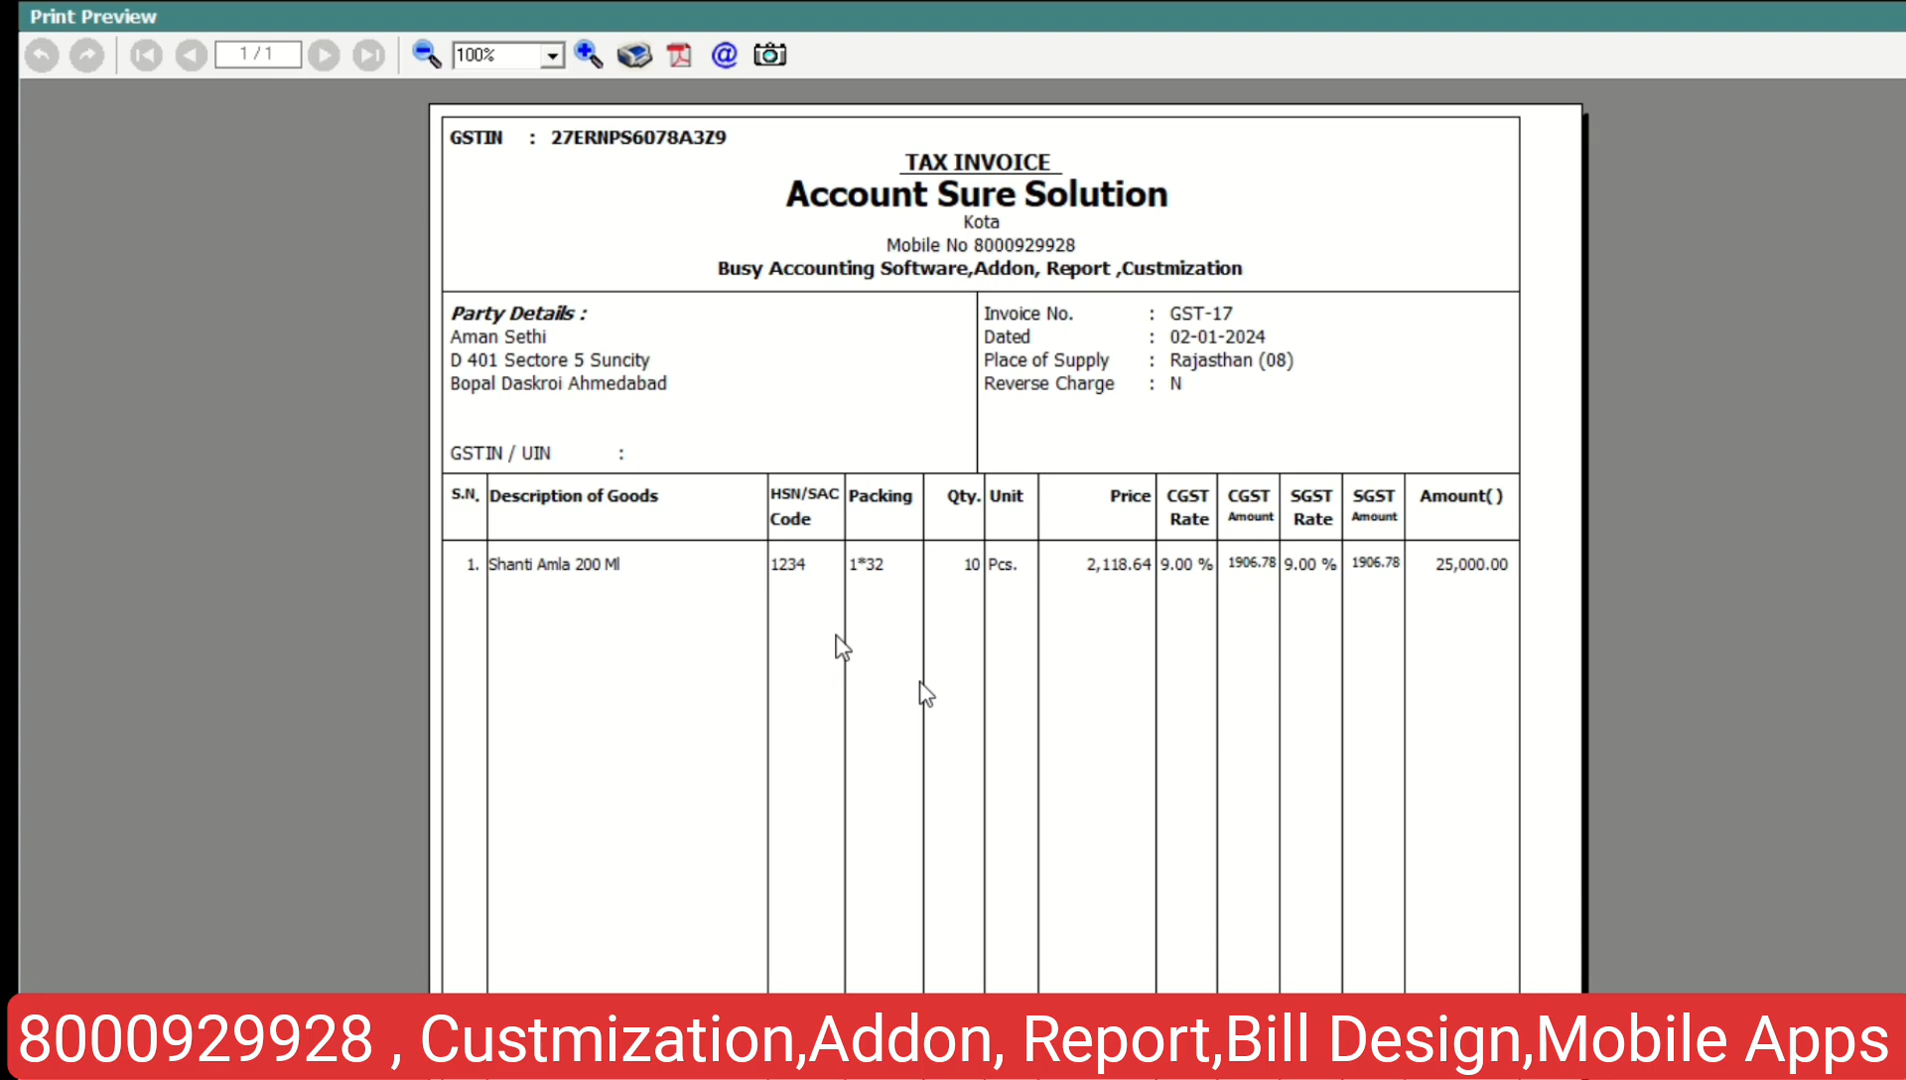 Print Preview
1 / 1
100%
GSTIN : 27ERNPS6078A3Z9
TAX INVOICE
Account Sure Solution
Kota
Mobile No 8000929928
Busy Accounting Software,Addon, Report ,Custmization
Party Details :
Aman Sethi
D 401 Sectore 5 Suncity
Bopal Daskroi Ahmedabad
GSTIN / UIN :
Invoice No. : GST-17
Dated : 02-01-2024
Place of Supply : Rajasthan (08)
Reverse Charge : N
S.N. Description of Goods HSN/SAC Code Packing Qty. Unit Price CGST Rate CGST Amount SGST Rate SGST Amount Amount( )
1. Shanti Amla 200 Ml 1234 1*32 10 Pcs. 2,118.64 9.00 % 1906.78 9.00 % 1906.78 25,000.00
8000929928 , Custmization,Addon, Report,Bill Design,Mobile Apps